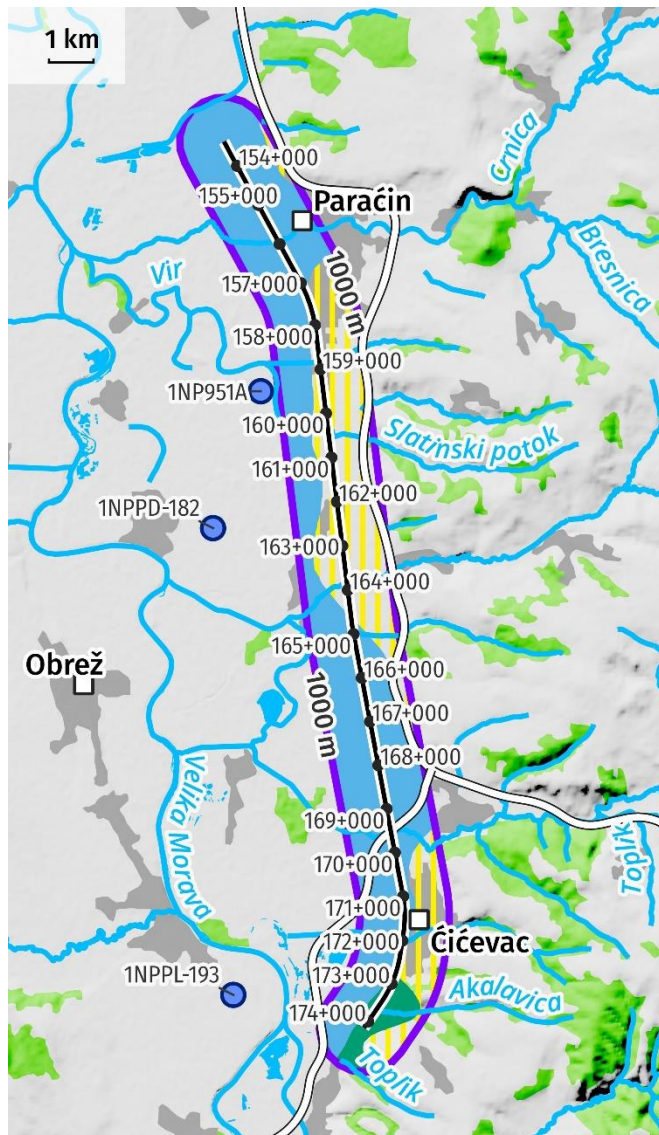 1 km
154+000
Crnica
155+000
Paraćin
Bresnica
Vir
1000 m
157+000
158+000
159+000
1NP951A
160+000
Slatinski potok
161+000
162+000
1NPPD-182
163+000
164+000
165+000
Obrež
166+000
1000 m
167+000
168+000
Velika Morava
169+000
Toplik
170+000
171+000
172+000
Ćićevac
1NPPL-193
173+000
Akalavica
174+000
Toplik